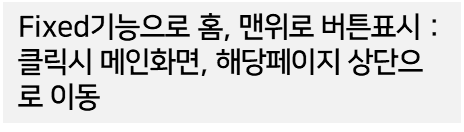 Fixed기능으로 홈, 맨위로 버튼표시 :
클릭시 메인화면, 해당페이지 상단으
로 이동